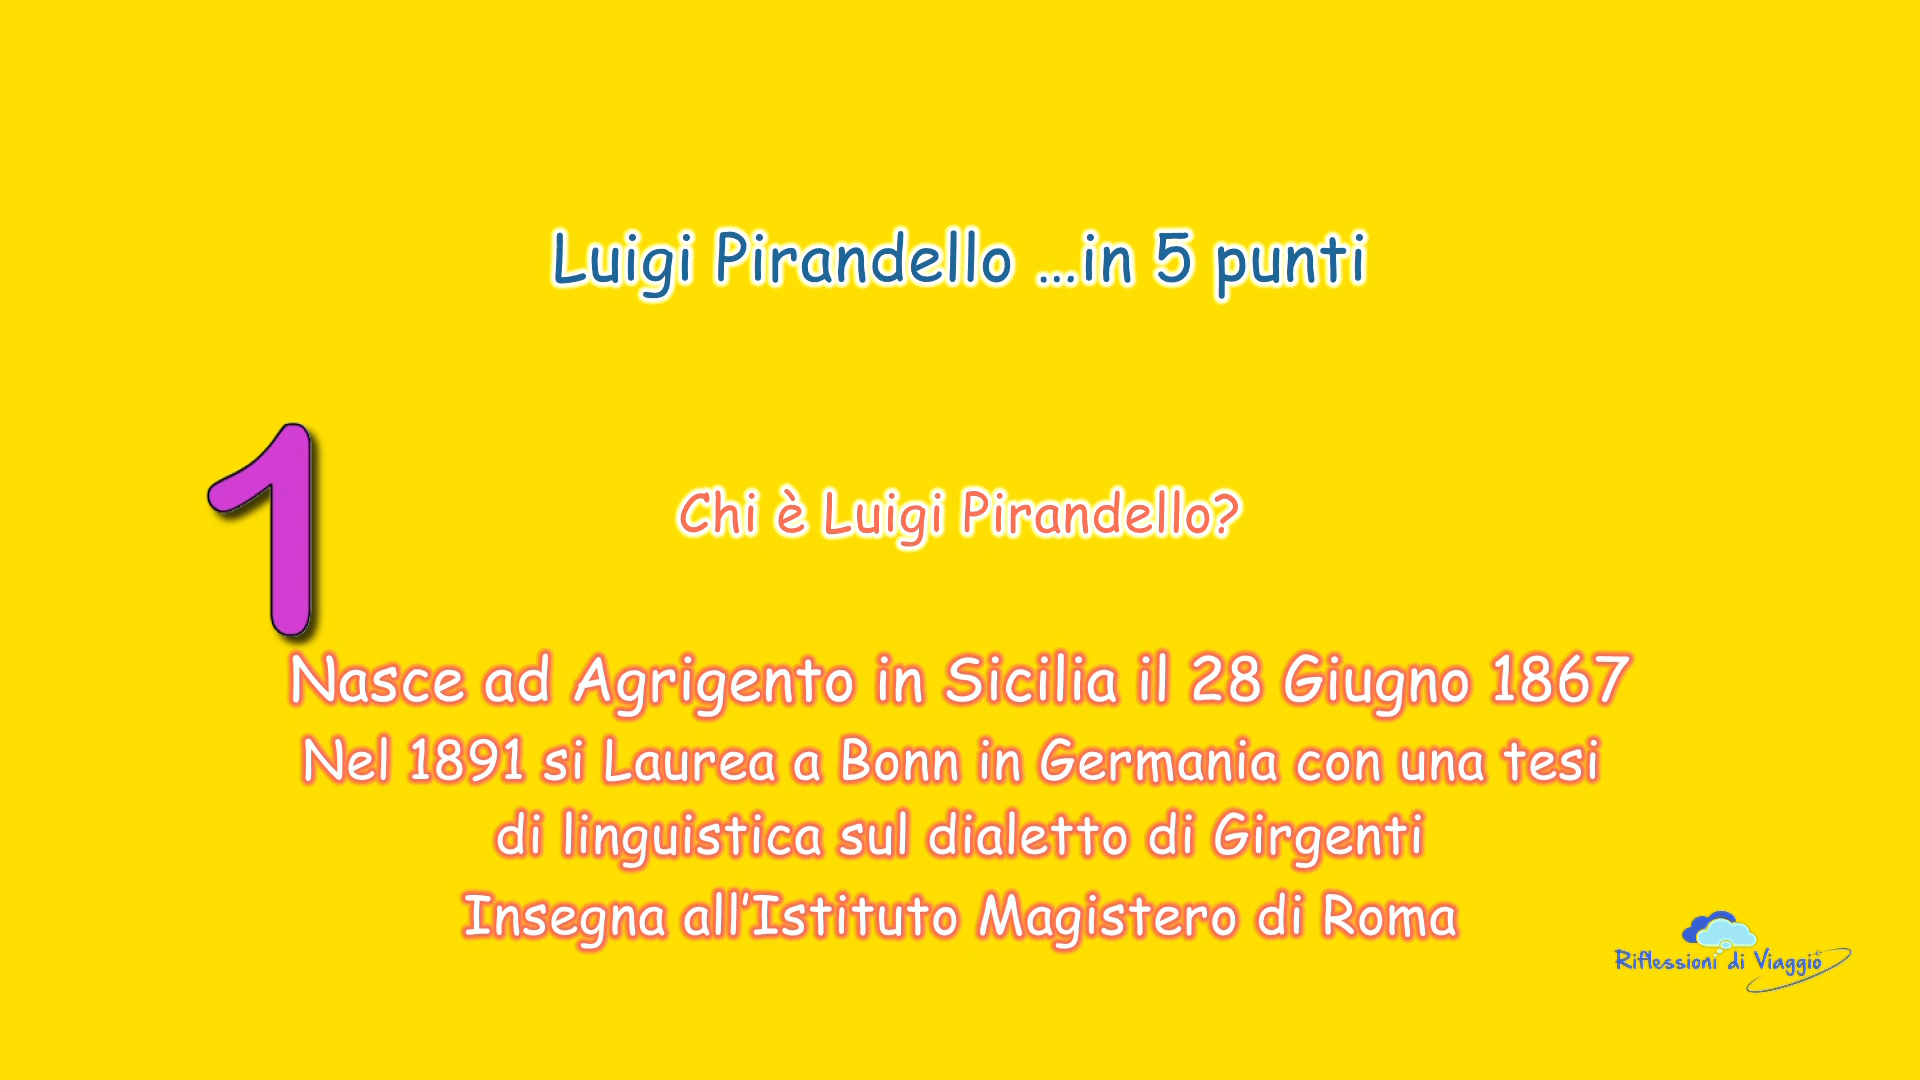 Luigi Pirandello ...in 5 punti
1
Chi è Luigi Pirandello?
Nasce ad Agrigento in Sicilia il 28 Giugno 1867
Nel 1891 si Laurea a Bonn in Germania con una tesi
di linguistica sul dialetto di Girgenti
Insegna all'Istituto Magistero di Roma
Riflessioni di Viaggio